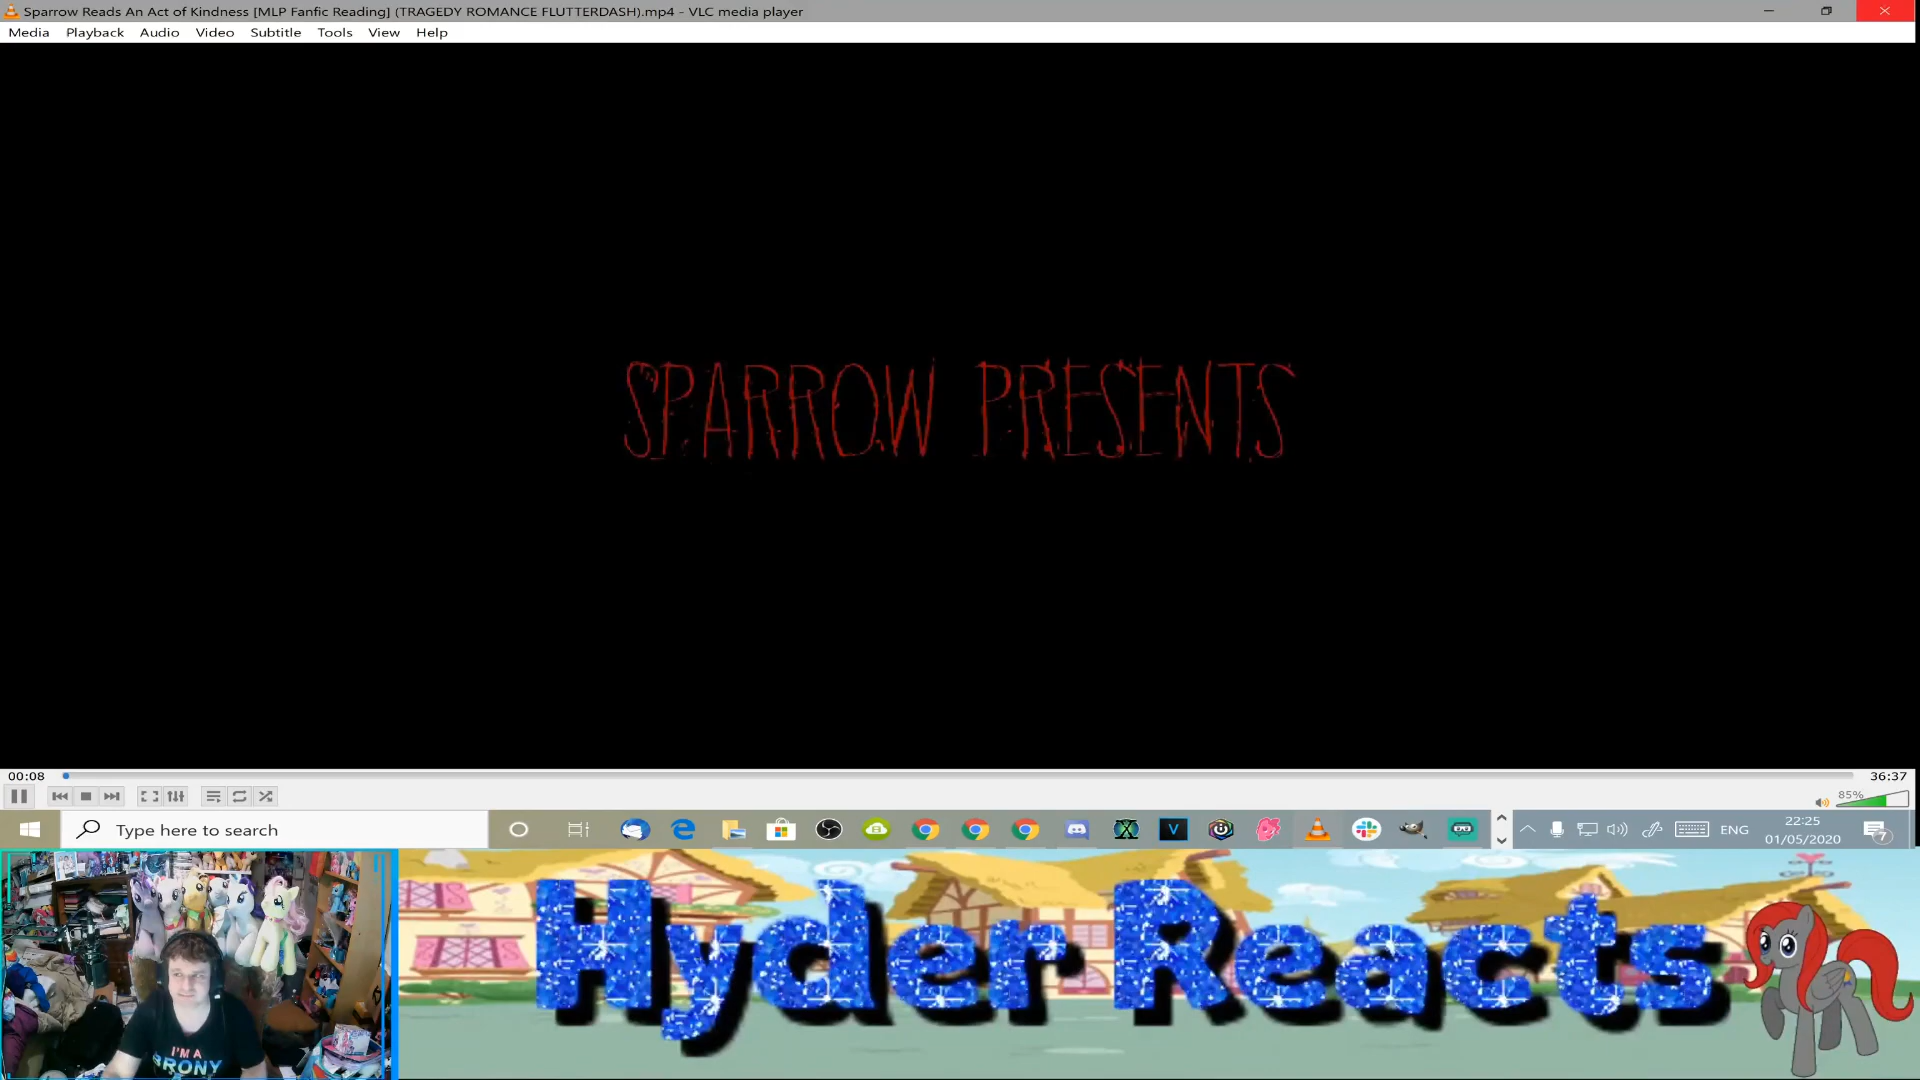 Sparrow Reads An Act of Kindness [MLP Fanfic Reading] (TRAGEDY ROMANCE FLUTTERDASH).mp4 - VLC media player
Media Playback Audio Video Subtitle Tools View Help
SPARROW PRESENTS
00:08
36:37
85%
Type here to search
ENG
22:25
01/05/2020
7
I'M A
BRONY
Hyder Reacts